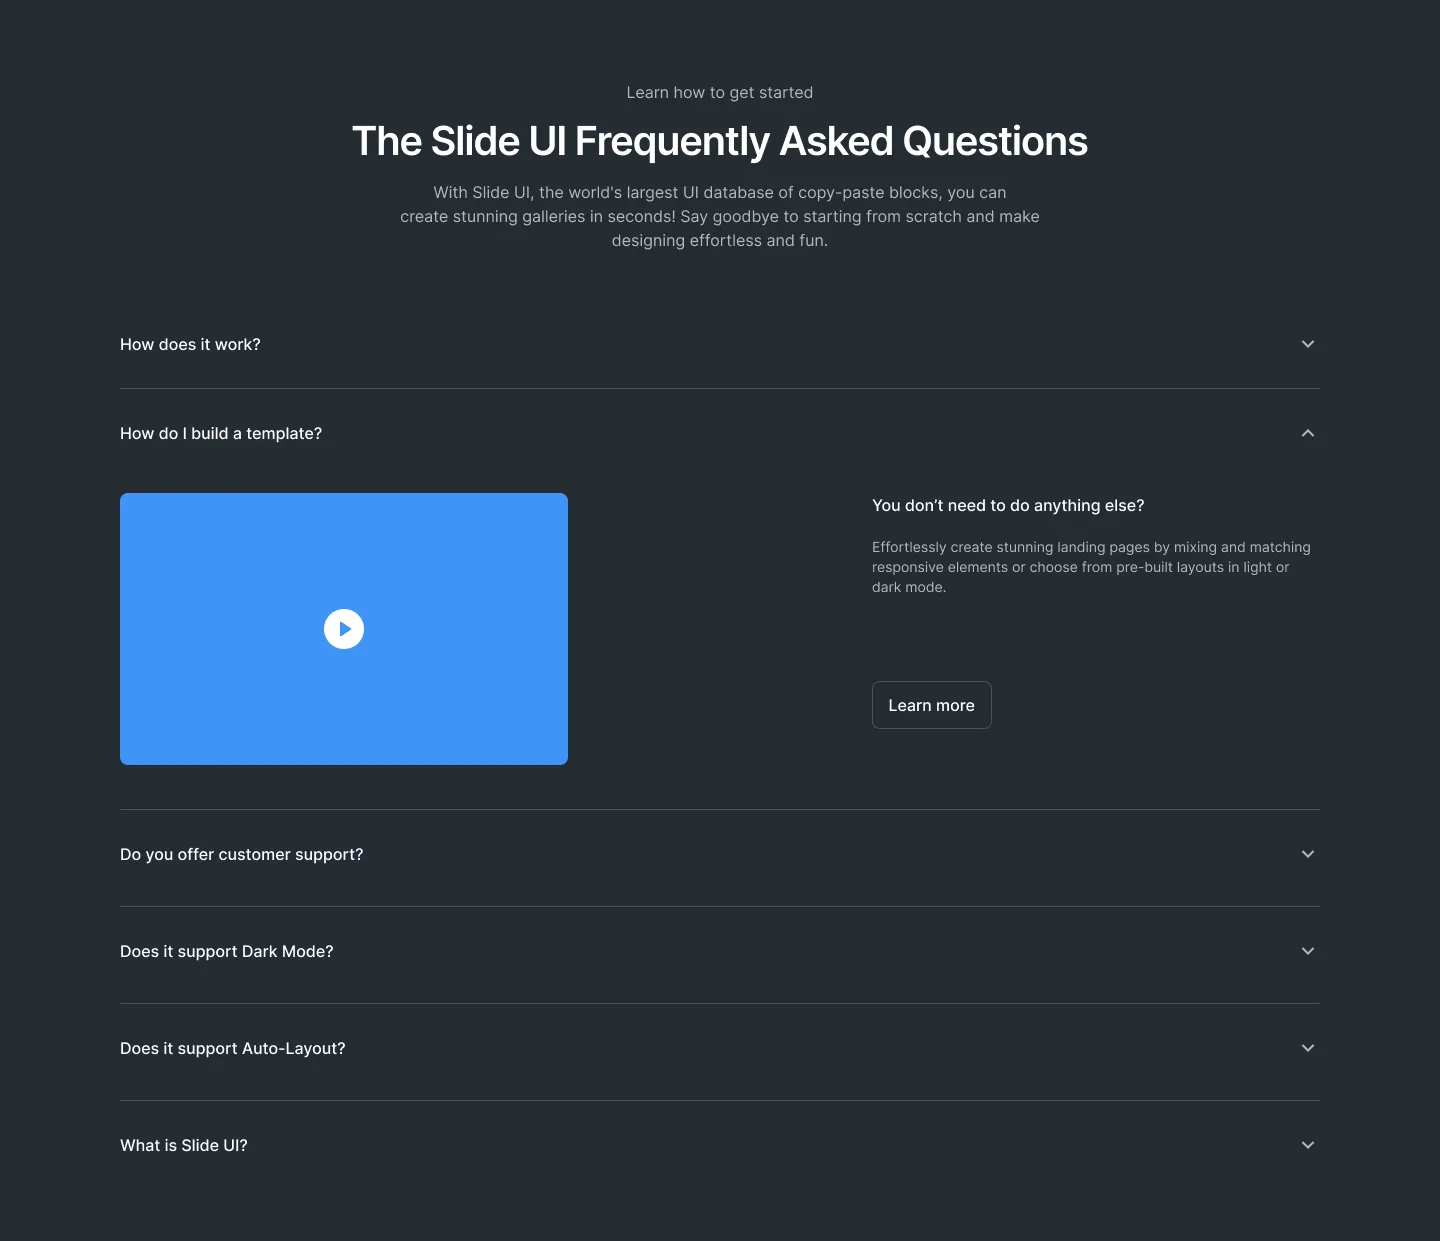 Learn how to get started
The Slide UI Frequently Asked Questions
With Slide UI, the world's largest UI database of copy-paste blocks, you can
create stunning galleries in seconds! Say goodbye to starting from scratch and make
designing effortless and fun.
How does it work?
How do I build a template?
You don’t need to do anything else?
Effortlessly create stunning landing pages by mixing and matching
responsive elements or choose from pre-built layouts in light or
dark mode.
Learn more
Do you offer customer support?
Does it support Dark Mode?
Does it support Auto-Layout?
What is Slide UI?